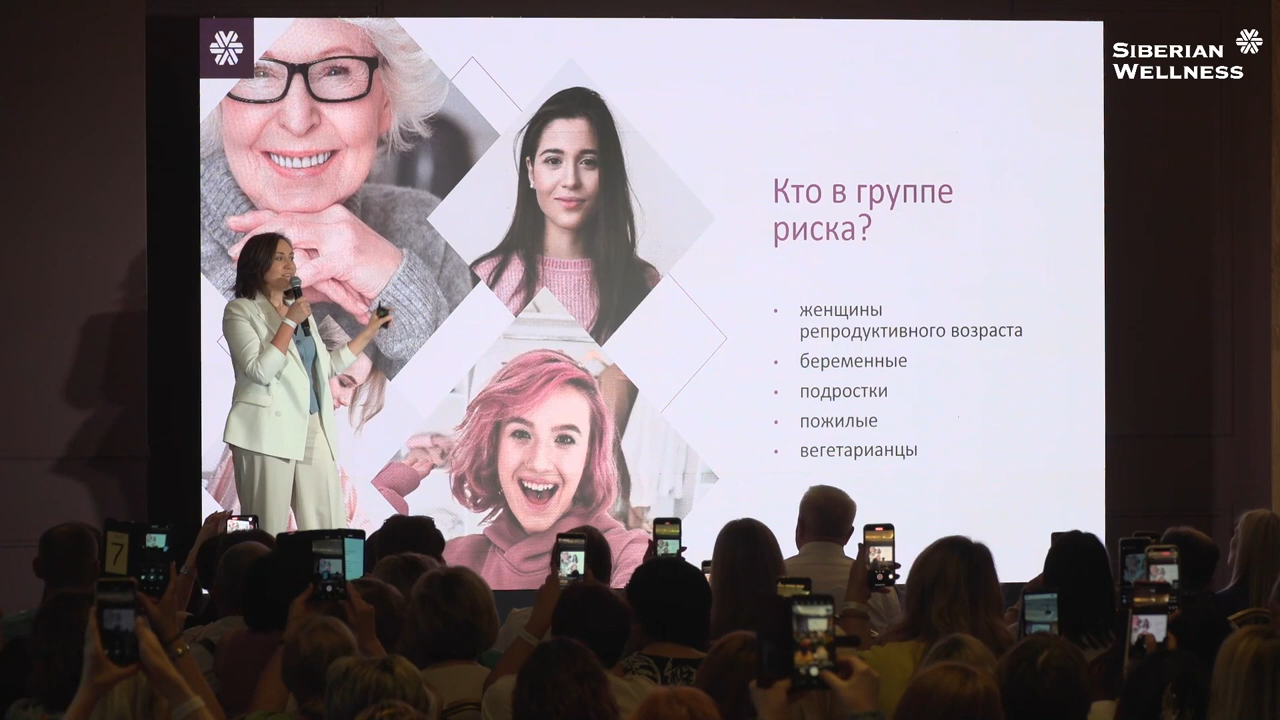 SIBERIAN
WELLNESS
Кто в группе
риска?
• женщины
репродуктивного возраста
• беременные
• подростки
• пожилые
• вегетарианцы
7